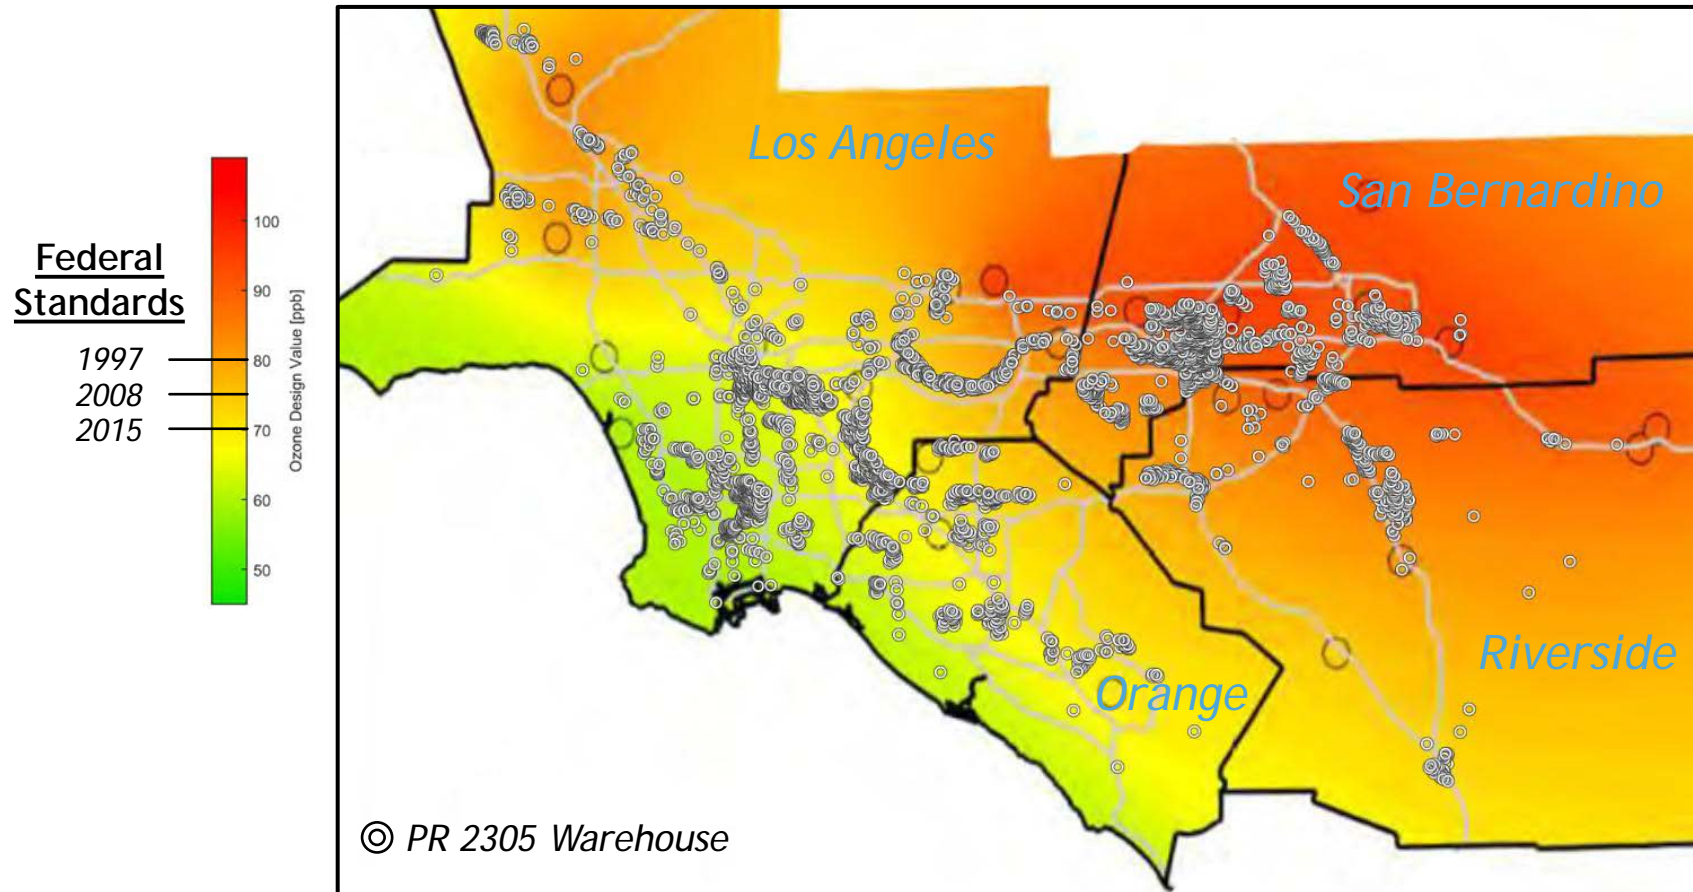 Los Angeles
San Bernardino
Federal
Standards
1997
2008
2015
100
90
80
70
60
50
Ozone Design Value [ppb]
Riverside
Orange
PR 2305 Warehouse